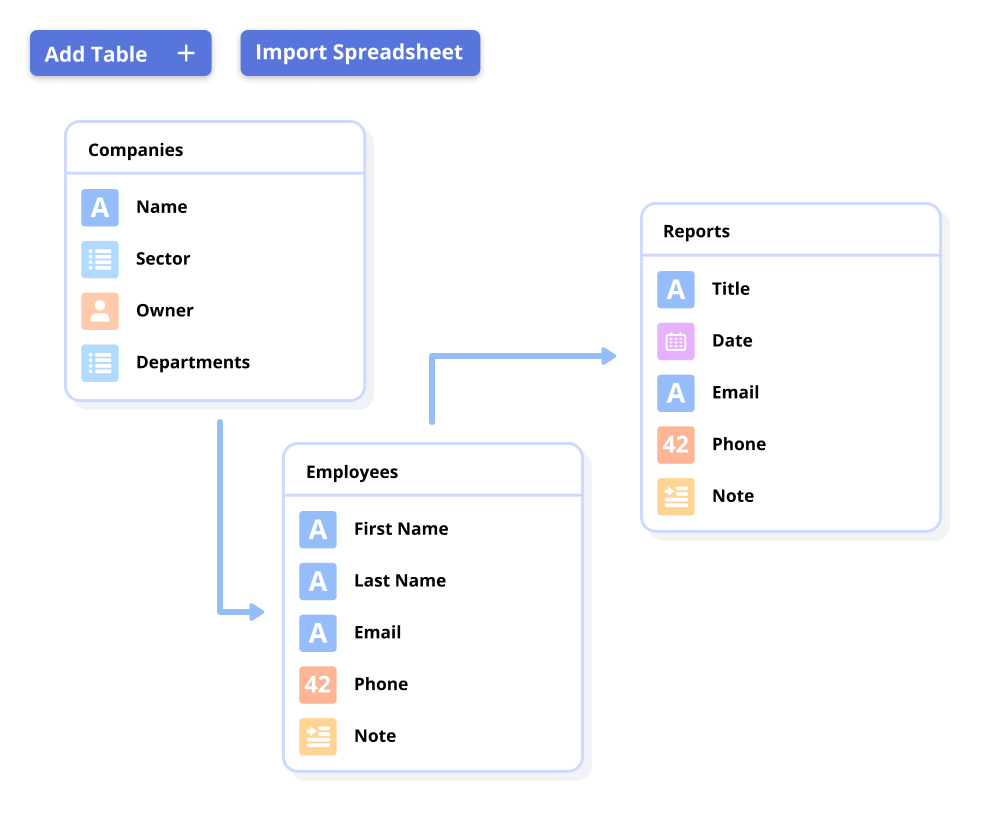 Add Table +
Import Spreadsheet
Companies
A Name
Sector
Owner
Departments
Employees
A First Name
A Last Name
A Email
42 Phone
Note
Reports
A Title
Date
A Email
42 Phone
Note